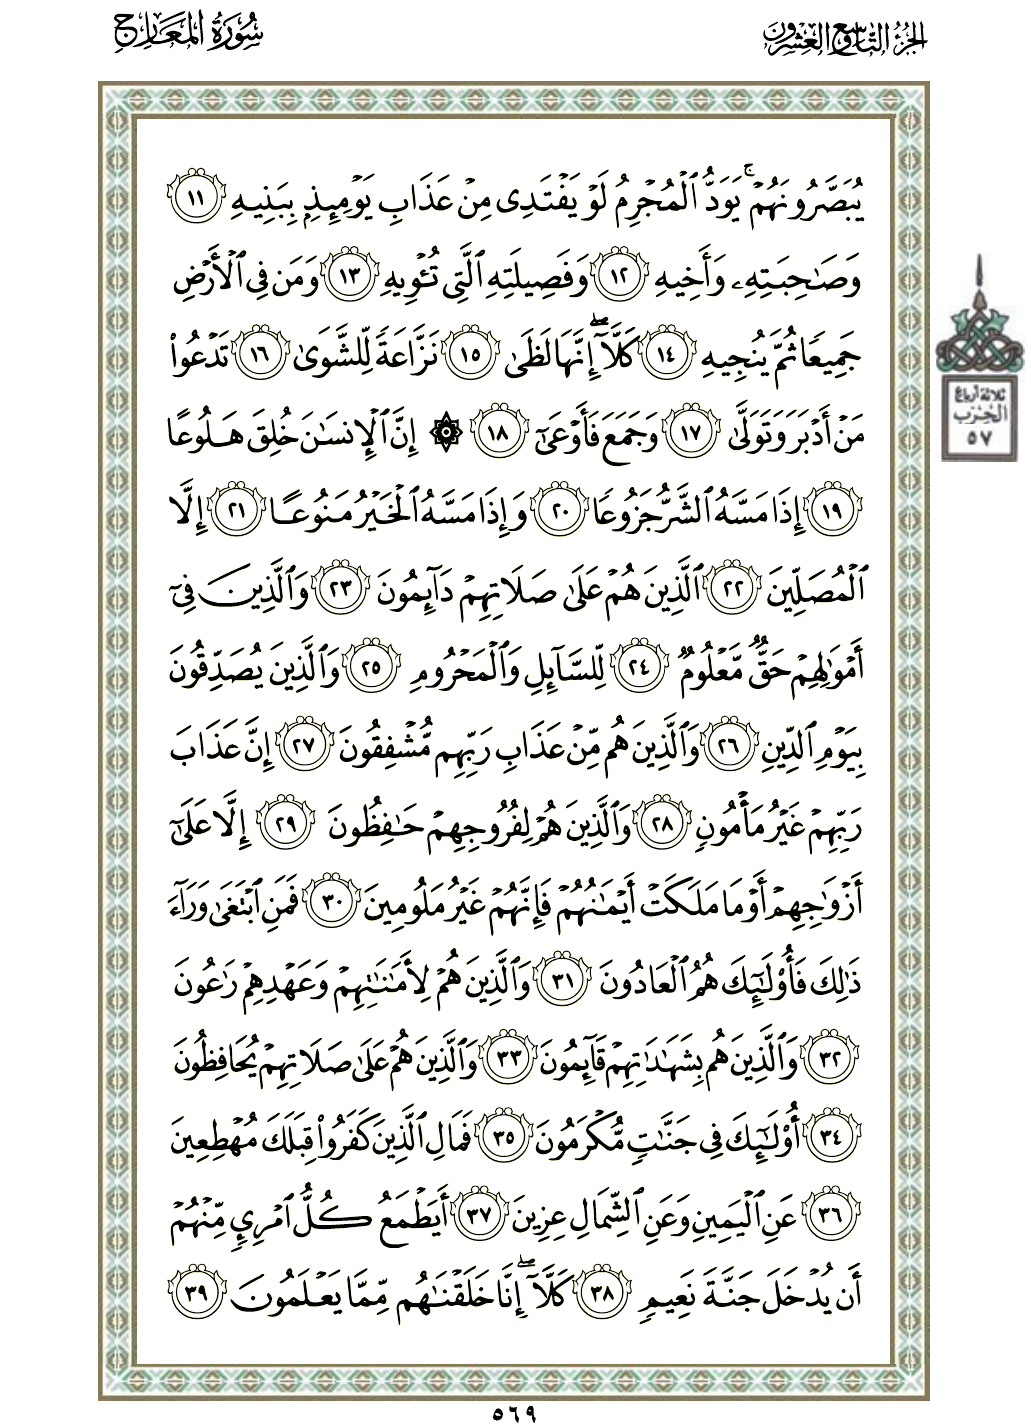 الجزء التاسع العشرون
سورة المعارج
يُبَصَّرُونَهُمْ ۚ يَوَدُّ ٱلْمُجْرِمُ لَوْ يَفْتَدِى مِنْ عَذَابِ يَوْمِئِذِۭ بِبَنِيهِ ١١
وَصَـٰحِبَتِهِۦ وَأَخِيهِ ١٢ وَفَصِيلَتِهِ ٱلَّتِى تُـْٔوِيهِ ١٣ وَمَن فِى ٱلْأَرْضِ
جَمِيعًا ثُمَّ يُنجِيهِ ١٤ كَلَّآ ۖ إِنَّهَا لَظَىٰ ١٥ نَزَّاعَةً لِّلشَّوَىٰ ١٦ تَدْعُوا۟
مَنْ أَدْبَرَ وَتَوَلَّىٰ ١٧ وَجَمَعَ فَأَوْعَىٰٓ ١٨ ۞ إِنَّ ٱلْإِنسَـٰنَ خُلِقَ هَلُوعًا
١٩ إِذَا مَسَّهُ ٱلشَّرُّ جَزُوعًا ٢٠ وَإِذَا مَسَّهُ ٱلْخَيْرُ مَنُوعًا ٢١ إِلَّا
ٱلْمُصَلِّينَ ٢٢ ٱلَّذِينَ هُمْ عَلَىٰ صَلَاتِهِمْ دَآئِمُونَ ٢٣ وَٱلَّذِينَ فِىٓ
أَمْوَٰلِهِمْ حَقٌّ مَّعْلُومٌ ٢٤ لِّلسَّآئِلِ وَٱلْمَحْرُومِ ٢٥ وَٱلَّذِينَ يُصَدِّقُونَ
بِيَوْمِ ٱلدِّينِ ٢٦ وَٱلَّذِينَ هُم مِّنْ عَذَابِ رَبِّهِم مُّشْفِقُونَ ٢٧ إِنَّ عَذَابَ
رَبِّهِمْ غَيْرُ مَأْمُونٍ ٢٨ وَٱلَّذِينَ هُمْ لِفُرُوجِهِمْ حَـٰفِظُونَ ٢٩ إِلَّا عَلَىٰٓ
أَزْوَٰجِهِمْ أَوْ مَا مَلَكَتْ أَيْمَـٰنُهُمْ فَإِنَّهُمْ غَيْرُ مَلُومِينَ ٣٠ فَمَنِ ٱبْتَغَىٰ وَرَآءَ
ذَٰلِكَ فَأُو۟لَـٰٓئِكَ هُمُ ٱلْعَادُونَ ٣١ وَٱلَّذِينَ هُمْ لِأَمَـٰنَـٰتِهِمْ وَعَهْدِهِمْ رَٰعُونَ
٣٢ وَٱلَّذِينَ هُم بِشَهَـٰدَٰتِهِمْ قَآئِمُونَ ٣٣ وَٱلَّذِينَ هُمْ عَلَىٰ صَلَاتِهِمْ يُحَافِظُونَ
٣٤ أُو۟لَـٰٓئِكَ فِى جَنَّـٰتٍ مُّكْرَمُونَ ٣٥ فَمَالِ ٱلَّذِينَ كَفَرُوا۟ قِبَلَكَ مُهْطِعِينَ
٣٦ عَنِ ٱلْيَمِينِ وَعَنِ ٱلشِّمَالِ عِزِينَ ٣٧ أَيَطْمَعُ كُلُّ ٱمْرِئٍ مِّنْهُمْ
أَن يُدْخَلَ جَنَّةَ نَعِيمٍ ٣٨ كَلَّآ ۖ إِنَّا خَلَقْنَـٰهُم مِّمَّا يَعْلَمُونَ ٣٩
ثلاثة أرباع
الحزب
٥٧
٥٦٩